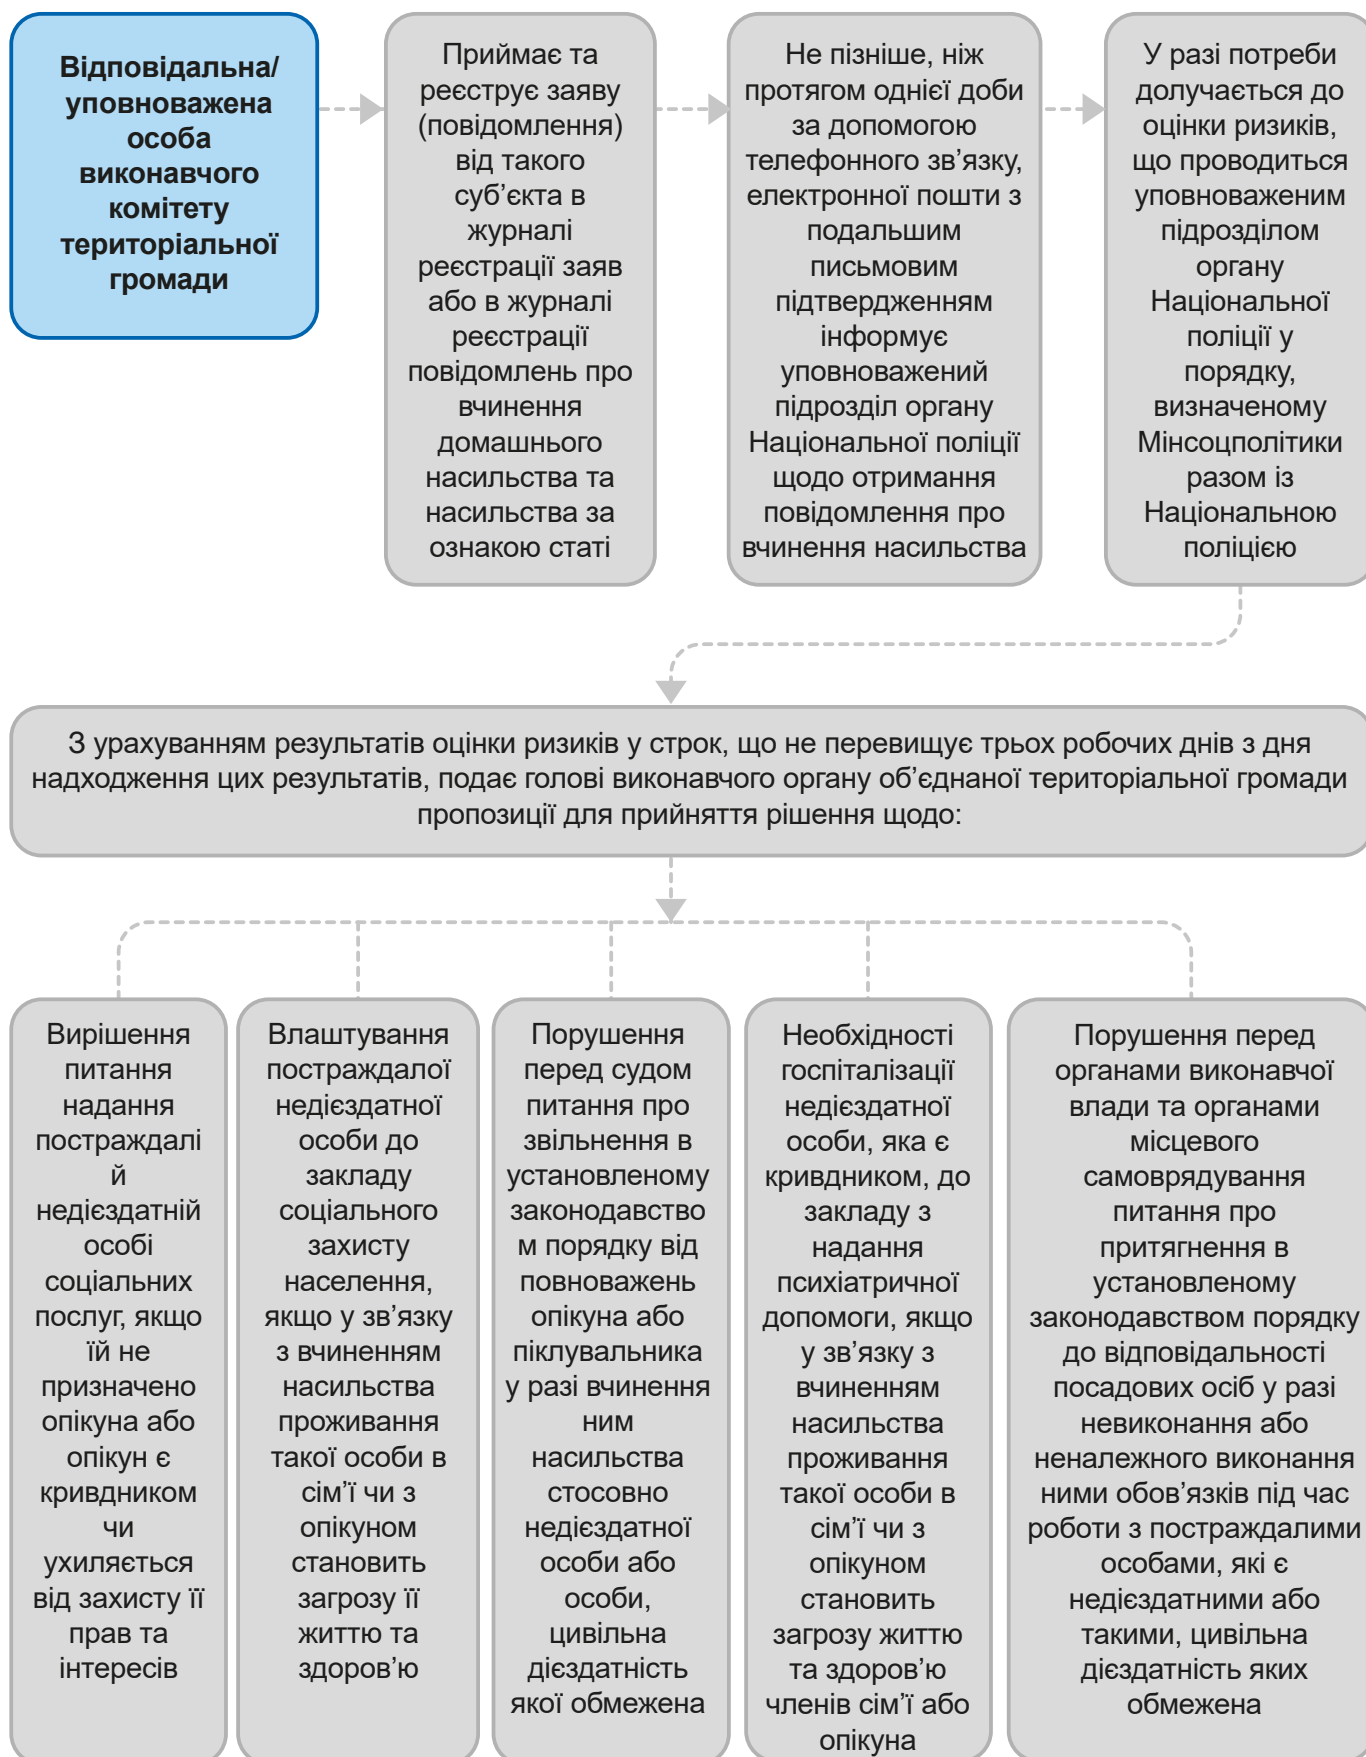 Відповідальна/
уповноважена
особа
виконавчого
комітету
територіальної
громади
Приймає та
реєструє заяву
(повідомлення)
від такого
суб’єкта в
журналі
реєстрації заяв
або в журналі
реєстрації
повідомлень про
вчинення
домашнього
насильства та
насильства за
ознакою статі
Не пізніше, ніж
протягом однієї доби
за допомогою
телефонного зв’язку,
електронної пошти з
подальшим
письмовим
підтвердженням
інформує
уповноважений
підрозділ органу
Національної поліції
щодо отримання
повідомлення про
вчинення насильства
У разі потреби
долучається до
оцінки ризиків,
що проводиться
уповноваженим
підрозділом
органу
Національної
поліції у
порядку,
визначеному
Мінсоцполітики
разом із
Національною
поліцією
З урахуванням результатів оцінки ризиків у строк, що не перевищує трьох робочих днів з дня
надходження цих результатів, подає голові виконавчого органу об’єднаної територіальної громади
пропозиції для прийняття рішення щодо:
Вирішення
питання
надання
постраждалі
й
недієздатній
особі
соціальних
послуг, якщо
їй не
призначено
опікуна або
опікун є
кривдником
чи
ухиляється
від захисту її
прав та
інтересів
Влаштування
постраждалої
недієздатної
особи до
закладу
соціального
захисту
населення,
якщо у зв’язку
з вчиненням
насильства
проживання
такої особи в
сім’ї чи з
опікуном
становить
загрозу її
життю та
здоров’ю
Порушення
перед судом
питання про
звільнення в
установленому
законодавство
м порядку від
повноважень
опікуна або
піклувальника
у разі вчинення
ним
насильства
стосовно
недієздатної
особи або
особи,
цивільна
дієздатність
якої обмежена
Необхідності
госпіталізації
недієздатної
особи, яка є
кривдником, до
закладу з
надання
психіатричної
допомоги, якщо
у зв’язку з
вчиненням
насильства
проживання
такої особи в
сім’ї чи з
опікуном
становить
загрозу життю
та здоров’ю
членів сім’ї або
опікуна
Порушення перед
органами виконавчої
влади та органами
місцевого
самоврядування
питання про
притягнення в
установленому
законодавством порядку
до відповідальності
посадових осіб у разі
невиконання або
неналежного виконання
ними обов’язків під час
роботи з постраждалими
особами, які є
недієздатними або
такими, цивільна
дієздатність яких
обмежена